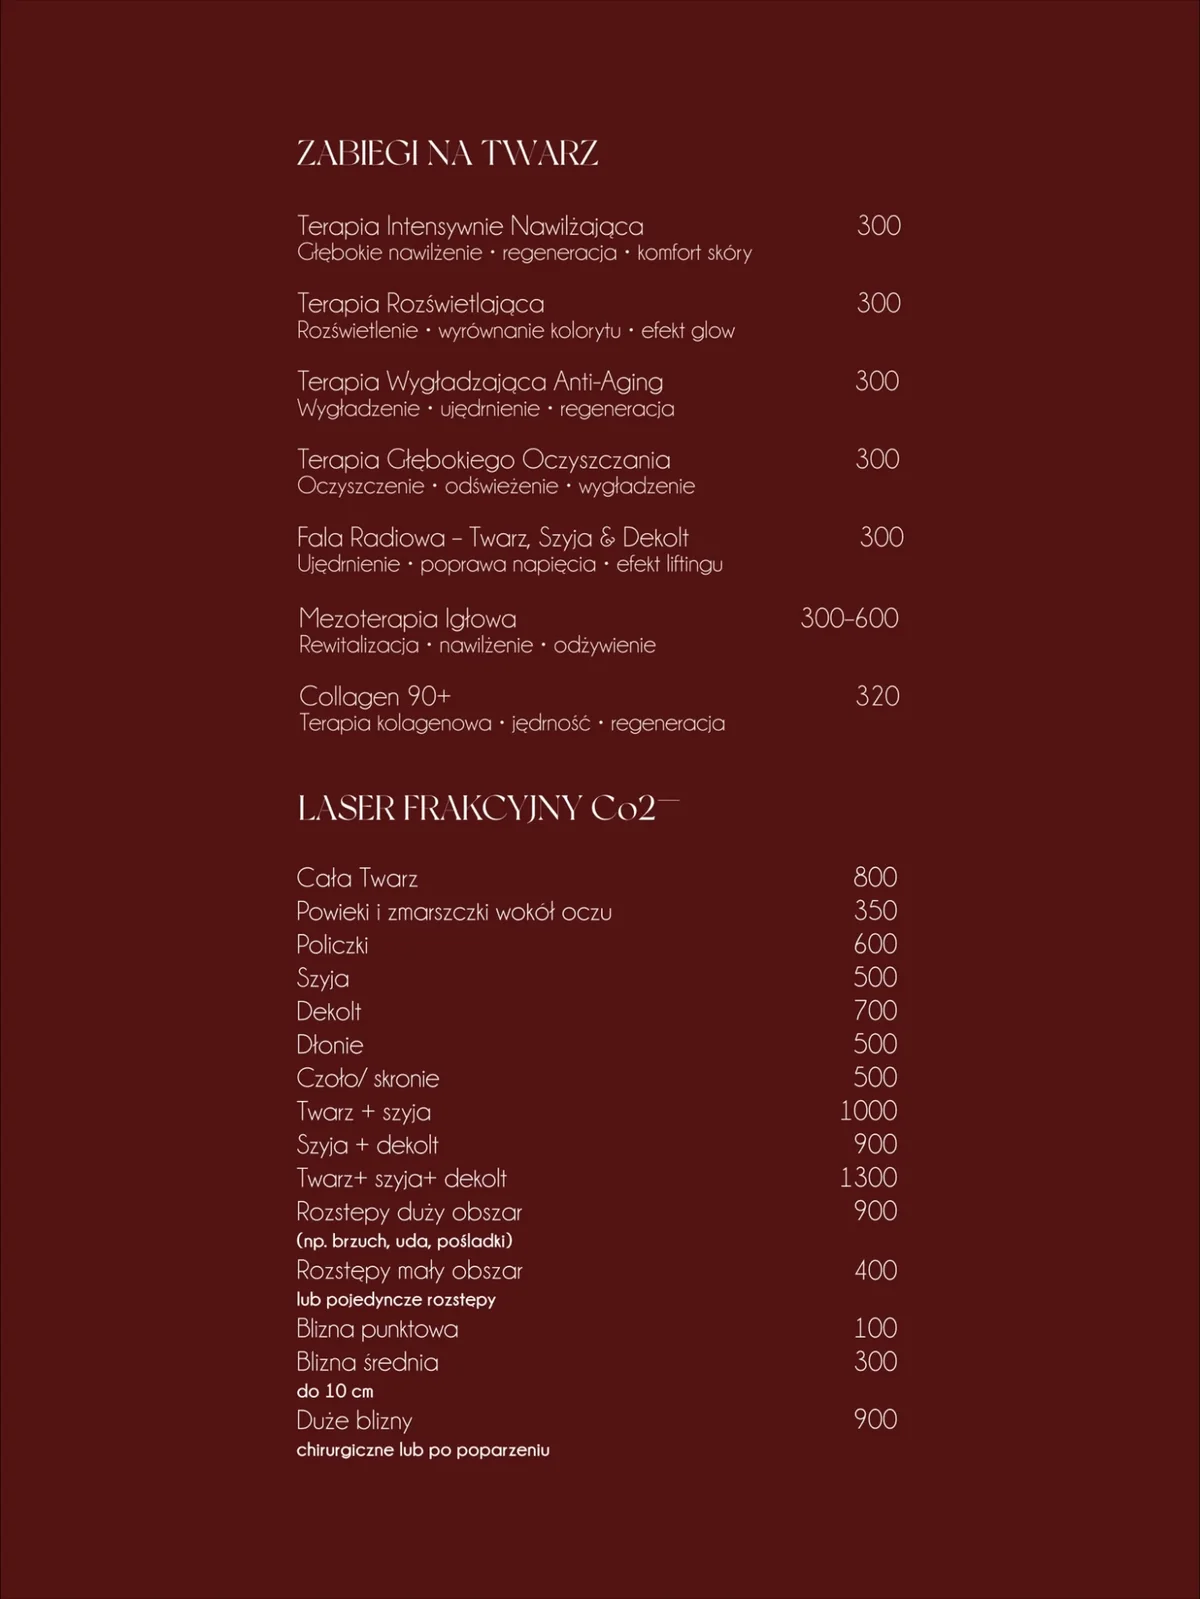 ZABIEGI NA TWARZ
Terapia Intensywnie Nawilżająca 300
Głębokie nawilżenie • regeneracja • komfort skóry
Terapia Rozświetlająca 300
Rozświetlenie • wyrównanie kolorytu • efekt glow
Terapia Wygładzająca Anti-Aging 300
Wygładzenie • ujędrnienie • regeneracja
Terapia Głębokiego Oczyszczania 300
Oczyszczenie • odświeżenie • wygładzenie
Fala Radiowa – Twarz, Szyja & Dekolt 300
Ujędrnienie • poprawa napięcia • efekt liftingu
Mezoterapia Igłowa 300-600
Rewitalizacja • nawilżenie • odżywienie
Collagen 90+ 320
Terapia kolagenowa • jędrność • regeneracja
LASER FRAKCYJNY Co2—
Cała Twarz 800
Powieki i zmarszczki wokół oczu 350
Policzki 600
Szyja 500
Dekolt 700
Dłonie 500
Czoło/ skronie 500
Twarz + szyja 1000
Szyja + dekolt 900
Twarz+ szyja+ dekolt 1300
Rozstepy duży obszar 900
(np. brzuch, uda, pośladki)
Rozstępy mały obszar 400
lub pojedyncze rozstępy
Blizna punktowa 100
Blizna średnia 300
do 10 cm
Duże blizny 900
chirurgiczne lub po poparzeniu